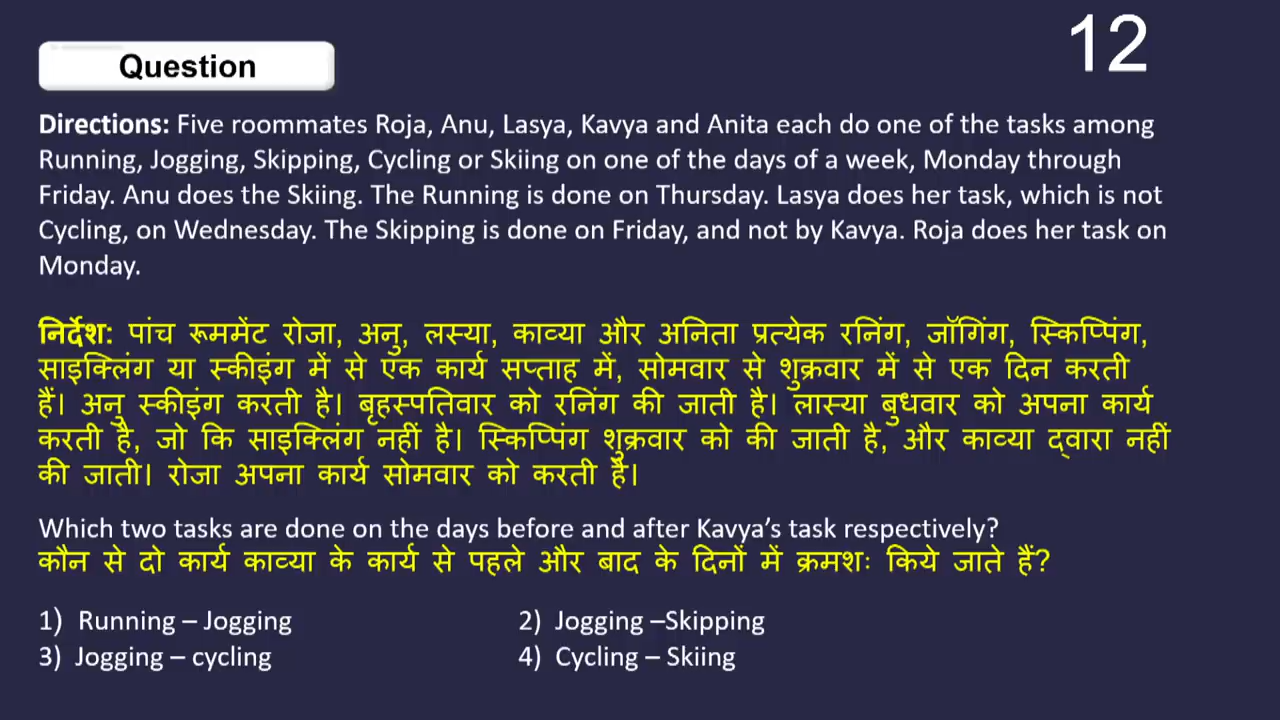 12
Question
Directions: Five roommates Roja, Anu, Lasya, Kavya and Anita each do one of the tasks among
Running, Jogging, Skipping, Cycling or Skiing on one of the days of a week, Monday through
Friday. Anu does the Skiing. The Running is done on Thursday. Lasya does her task, which is not
Cycling, on Wednesday. The Skipping is done on Friday, and not by Kavya. Roja does her task on
Monday.
निर्देश: पांच रूममेंट रोजा, अनु, लस्या, काव्या और अनिता प्रत्येक रनिंग, जॉगिंग, स्किप्पिंग,
साइक्लिंग या स्कीइंग में से एक कार्य सप्ताह में, सोमवार से शुक्रवार में से एक दिन करती
हैं। अनु स्कीइंग करती है। बृहस्पतिवार को रनिंग की जाती है। लास्या बुधवार को अपना कार्य
करती है, जो कि साइक्लिंग नहीं है। स्किप्पिंग शुक्रवार को की जाती है, और काव्या द्वारा नहीं
की जाती। रोजा अपना कार्य सोमवार को करती है।
Which two tasks are done on the days before and after Kavya's task respectively?
कौन से दो कार्य काव्या के कार्य से पहले और बाद के दिनों में क्रमशः किये जाते हैं?
1) Running – Jogging 2) Jogging –Skipping
3) Jogging – cycling 4) Cycling – Skiing